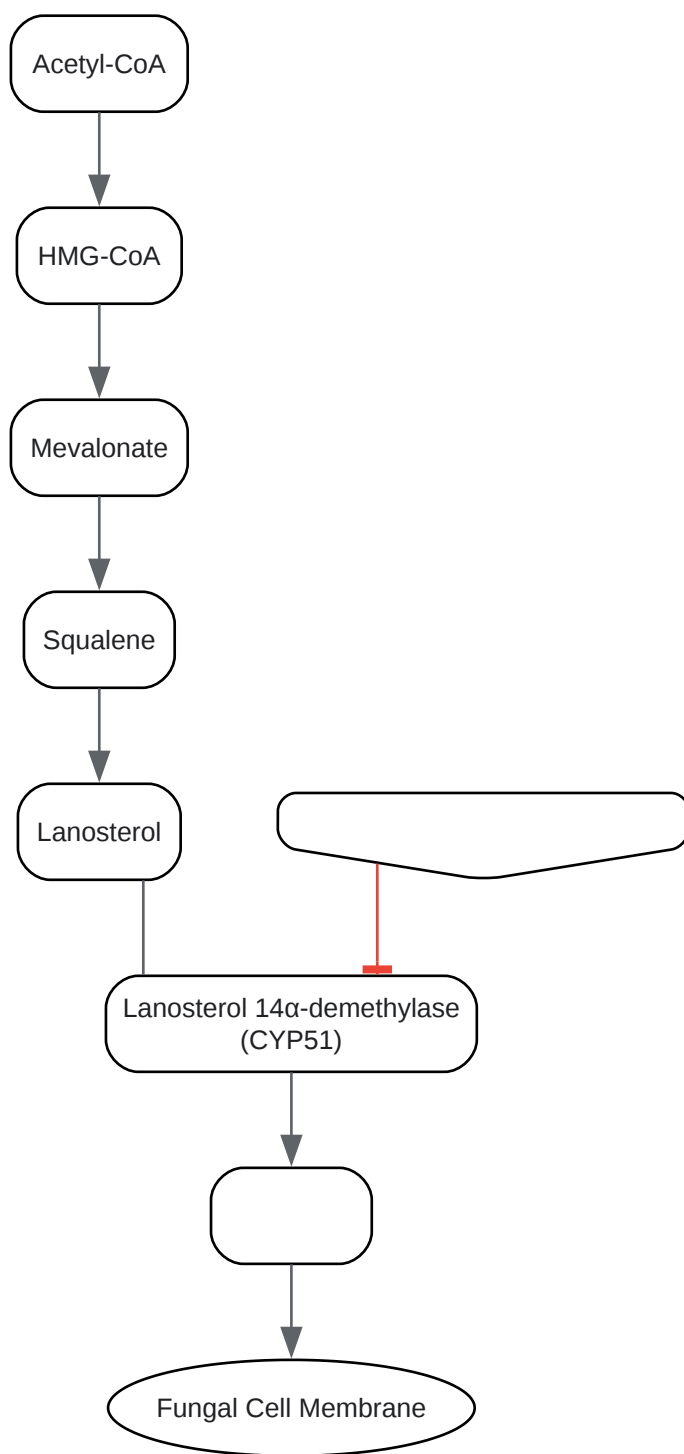 Acetyl-CoA
HMG-CoA
Mevalonate
Squalene
Lanosterol
Lanosterol 14α-demethylase
(CYP51)
Fungal Cell Membrane